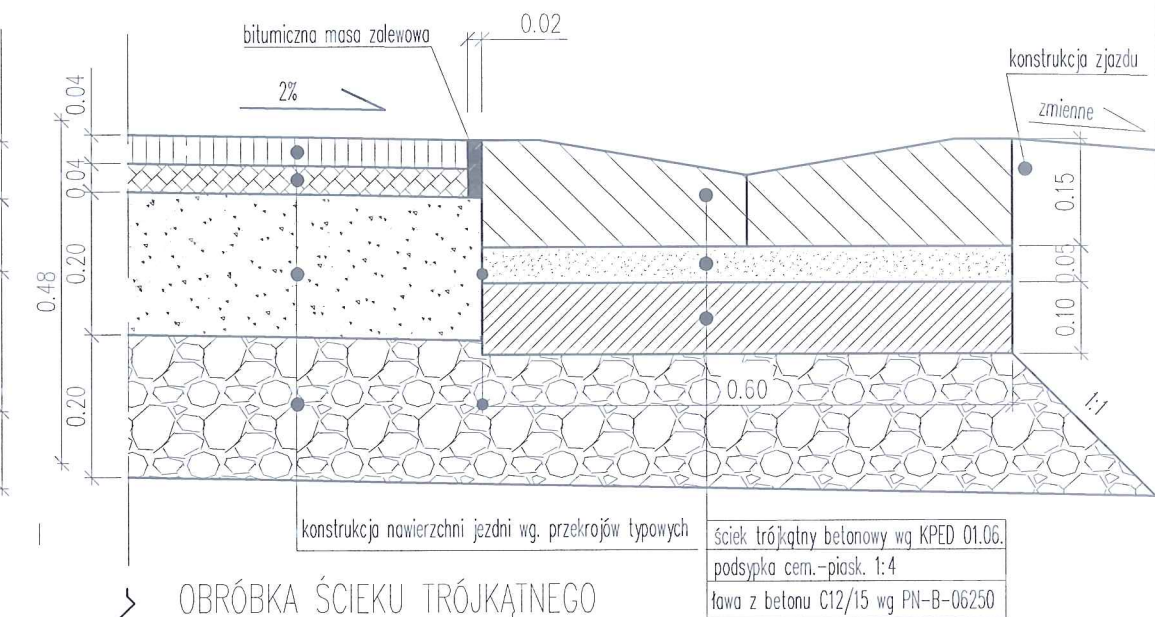 0.02
bitumiczna masa zalewowa
konstrukcja zjazdu
zmienne
2%
0.04
0.04
0.20
0.48
0.20
0.15
0.05
0.10
0.60
1:1
konstrukcja nawierzchni jezdni wg. przekrojów typowych
ściek trójkątny betonowy wg KPED 01.06.
podsypka cem.-piask. 1:4
ława z betonu C12/15 wg PN-B-06250
OBRÓBKA ŚCIEKU TRÓJKĄTNEGO